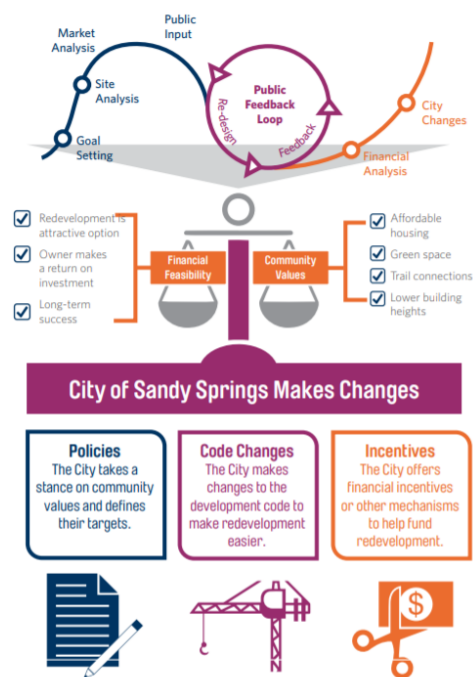 Market
Analysis
Public
Input
Site
Analysis
Goal
Setting
Public
Feedback
Loop
Re-design
Feedback
City
Changes
Financial
Analysis
Redevelopment is
attractive option
Owner makes
a return on
investment
Long-term
success
Financial
Feasibility
Community
Values
Affordable
housing
Green space
Trail connections
Lower building
heights
City of Sandy Springs Makes Changes
Policies
The City takes a
stance on community
values and defines
their targets.
Code Changes
The City makes
changes to the
development code to
make redevelopment
easier.
Incentives
The City offers
financial incentives
or other mechanisms
to help fund
redevelopment.
$